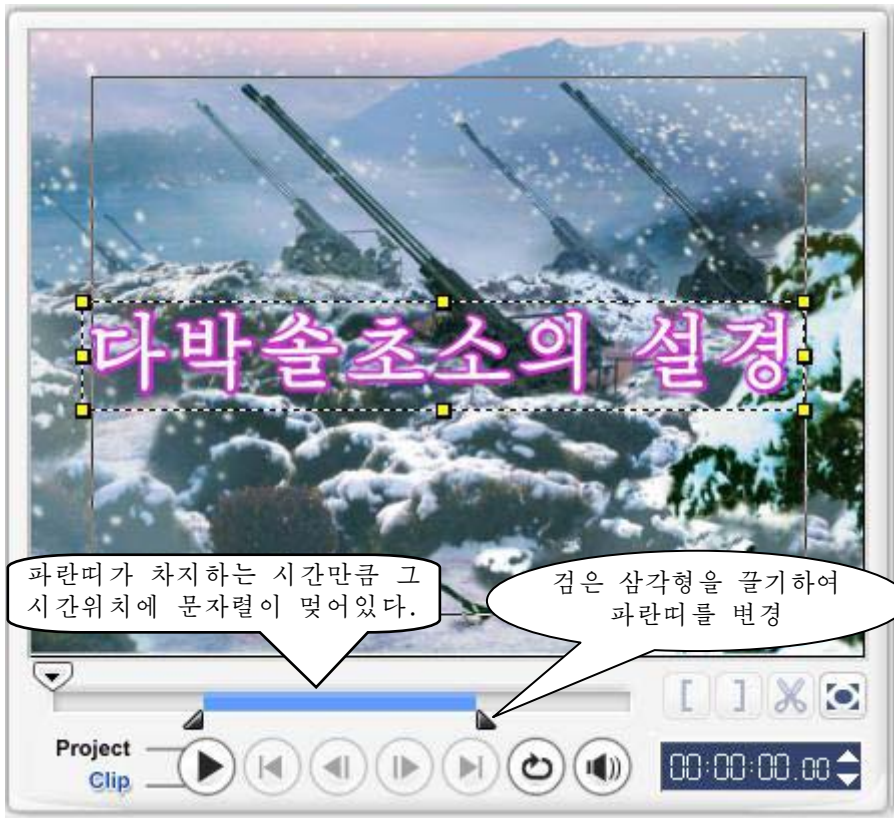 다박솔초소의 설경
파란띠가 차지하는 시간만큼 그
시간위치에 문자렬이 멎어있다.
검은 삼각형을 끌기하여
파란띠를 변경
[ ]
Project
Clip
00:00:00.00